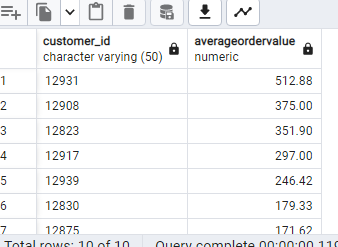 customer_id averageordervalue
character varying (50) numeric
1 12931 512.88
2 12908 375.00
3 12823 351.90
4 12917 297.00
5 12939 246.42
6 12830 179.33
7 12875 171.62
Total rows: 10 of 10 Query complete 00:00:00.119